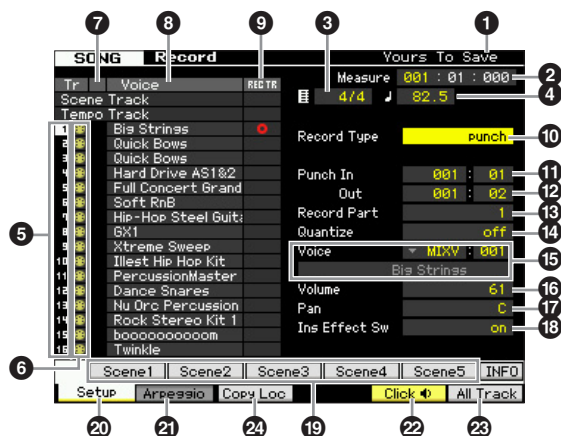 7 8 9 3 1
SONG Record Yours To Save
Tr Voice REC TR Measure 001 : 01 : 000 2
Scene Track 4/4 ♩ 82.5 4
Tempo Track
1 Big Strings
2 Quick Bows Record Type punch 10
3 Quick Bows
4 Hard Drive AS1&2 Punch In 001 : 01 11
5 Full Concert Grand Out 001 : 02 12
6 Soft RnB Record Part 1 13
7 Hip-Hop Steel Guita Quantize off 14
8 GX1
5 9 Xtreme Sweep Voice MIXV : 001 15
10 Illest Hip Hop Kit Big Strings
11 PercussionMaster
12 Dance Snares Volume 61 16
13 Nu Orc Percussion Pan C 17
14 Rock Stereo Kit 1 Ins Effect Sw on 18
15 booooooooom
16 Twinkle
6 Scene1 Scene2 Scene3 Scene4 Scene5 INFO
Setup Arpeggio Copy Loc Click All Track
20 21 24 19 22 23